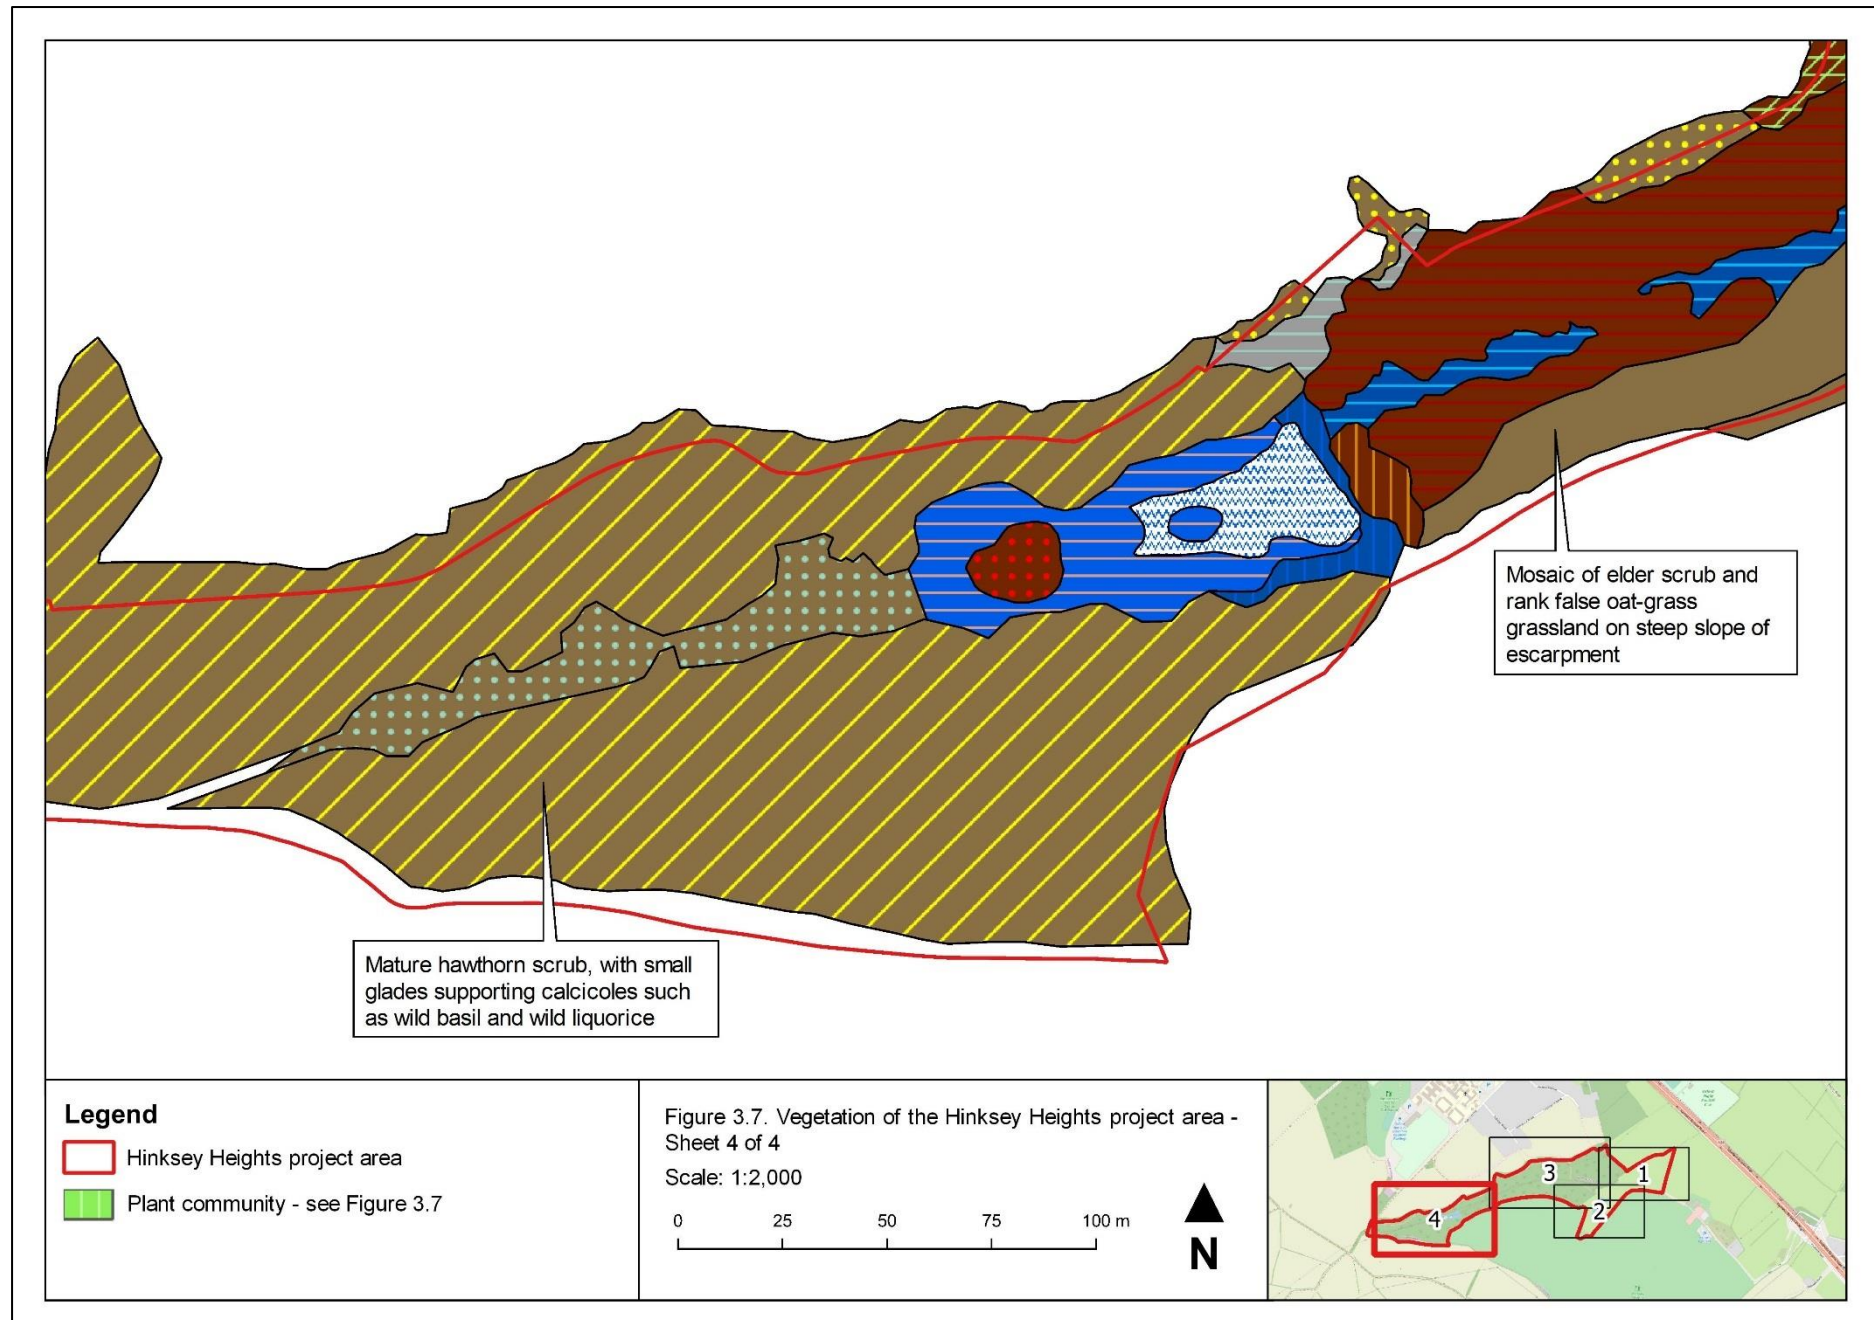 Mosaic of elder scrub and
rank false oat-grass
grassland on steep slope of
escarpment
Mature hawthorn scrub, with small
glades supporting calcicoles such
as wild basil and wild liquorice
Legend
Hinksey Heights project area
Plant community - see Figure 3.7
Figure 3.7. Vegetation of the Hinksey Heights project area -
Sheet 4 of 4
Scale: 1:2,000
0 25 50 75 100 m
N
3
1
2
4